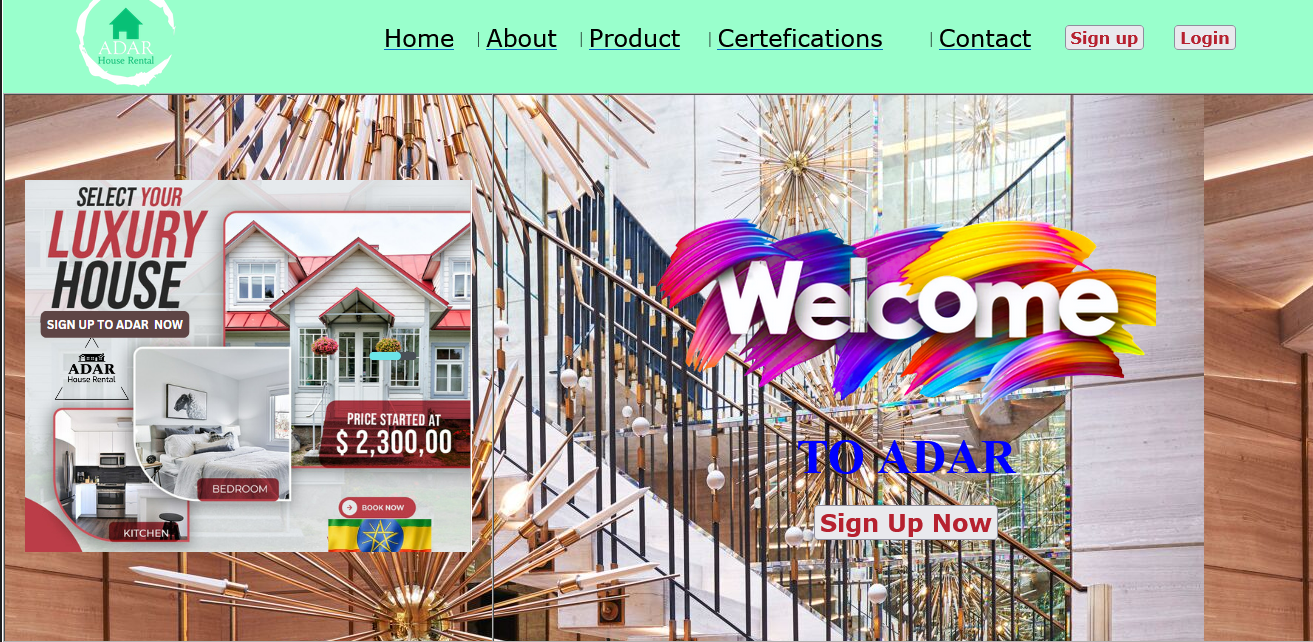 ADAR
House Rental
Home
About
Product
Certefications
Contact
Sign up
Login
SELECT YOUR
LUXURY
HOUSE
SIGN UP TO ADAR NOW
ADAR
House Rental
PRICE STARTED AT
$ 2,300,00
BEDROOM
BOOK NOW
KITCHEN
Welcome
TO ADAR
Sign Up Now